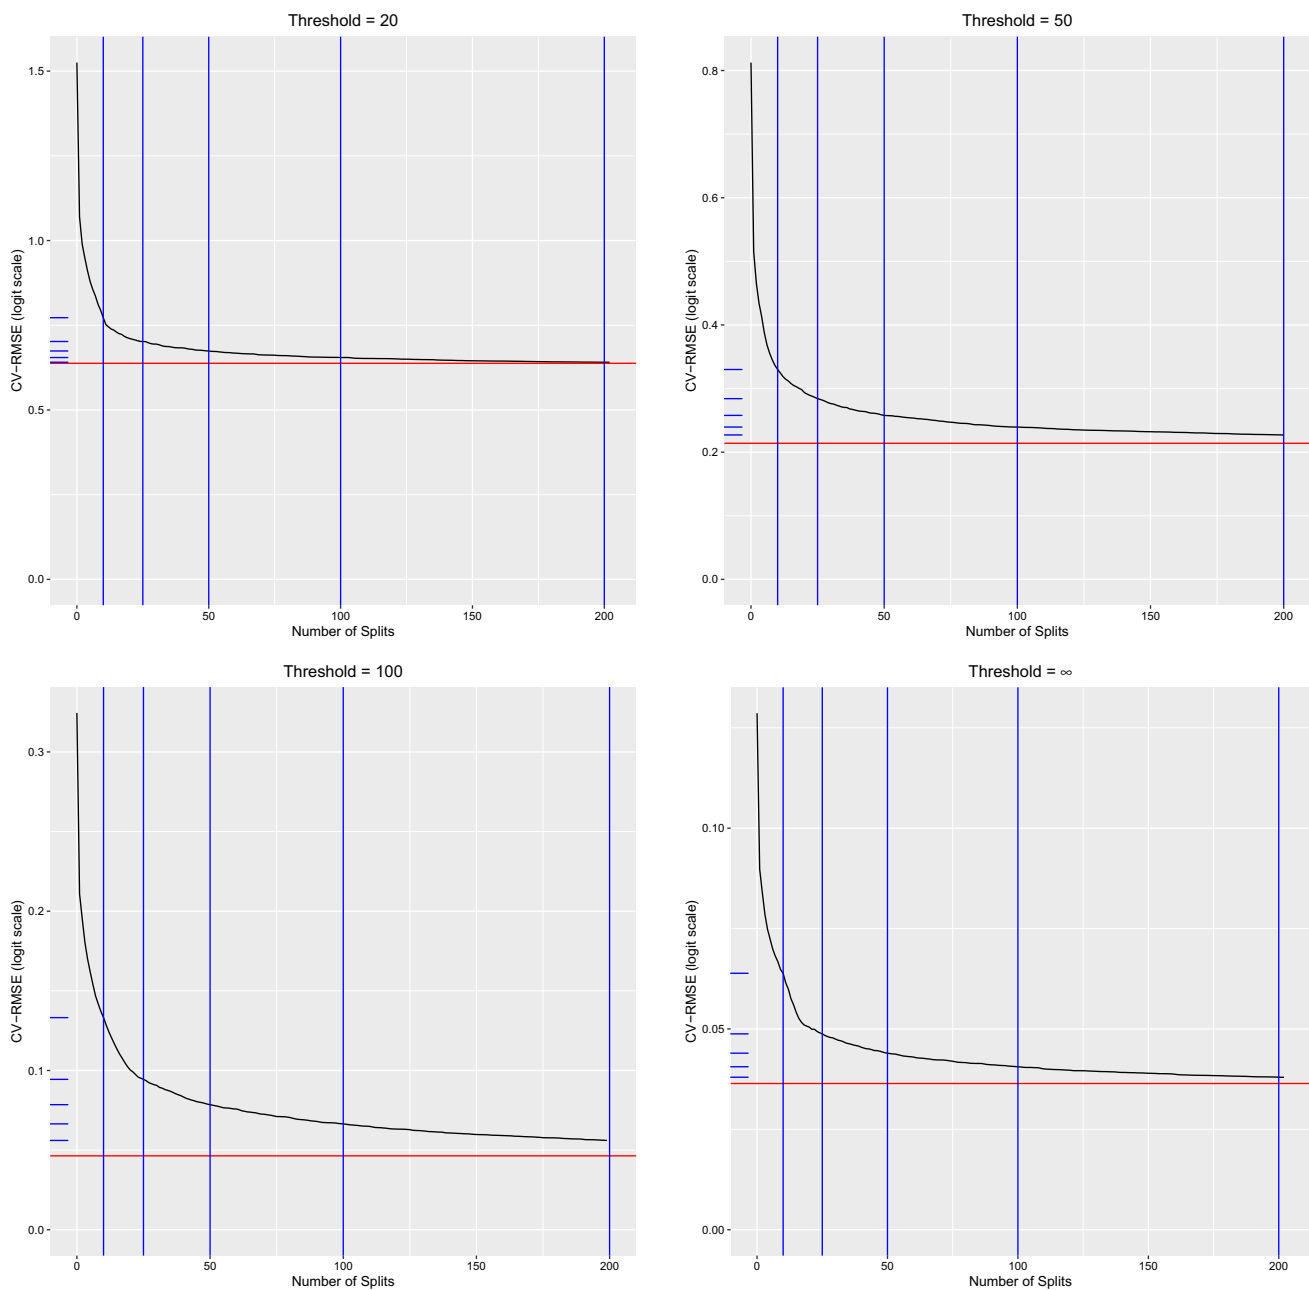 Threshold = 20
CV−RMSE (logit scale)
1.5
1.0
0.5
0.0
0 50 100 150 200
Number of Splits
Threshold = 50
CV−RMSE (logit scale)
0.8
0.6
0.4
0.2
0.0
0 50 100 150 200
Number of Splits
Threshold = 100
CV−RMSE (logit scale)
0.3
0.2
0.1
0.0
0 50 100 150 200
Number of Splits
Threshold = ∞
CV−RMSE (logit scale)
0.10
0.05
0.00
0 50 100 150 200
Number of Splits